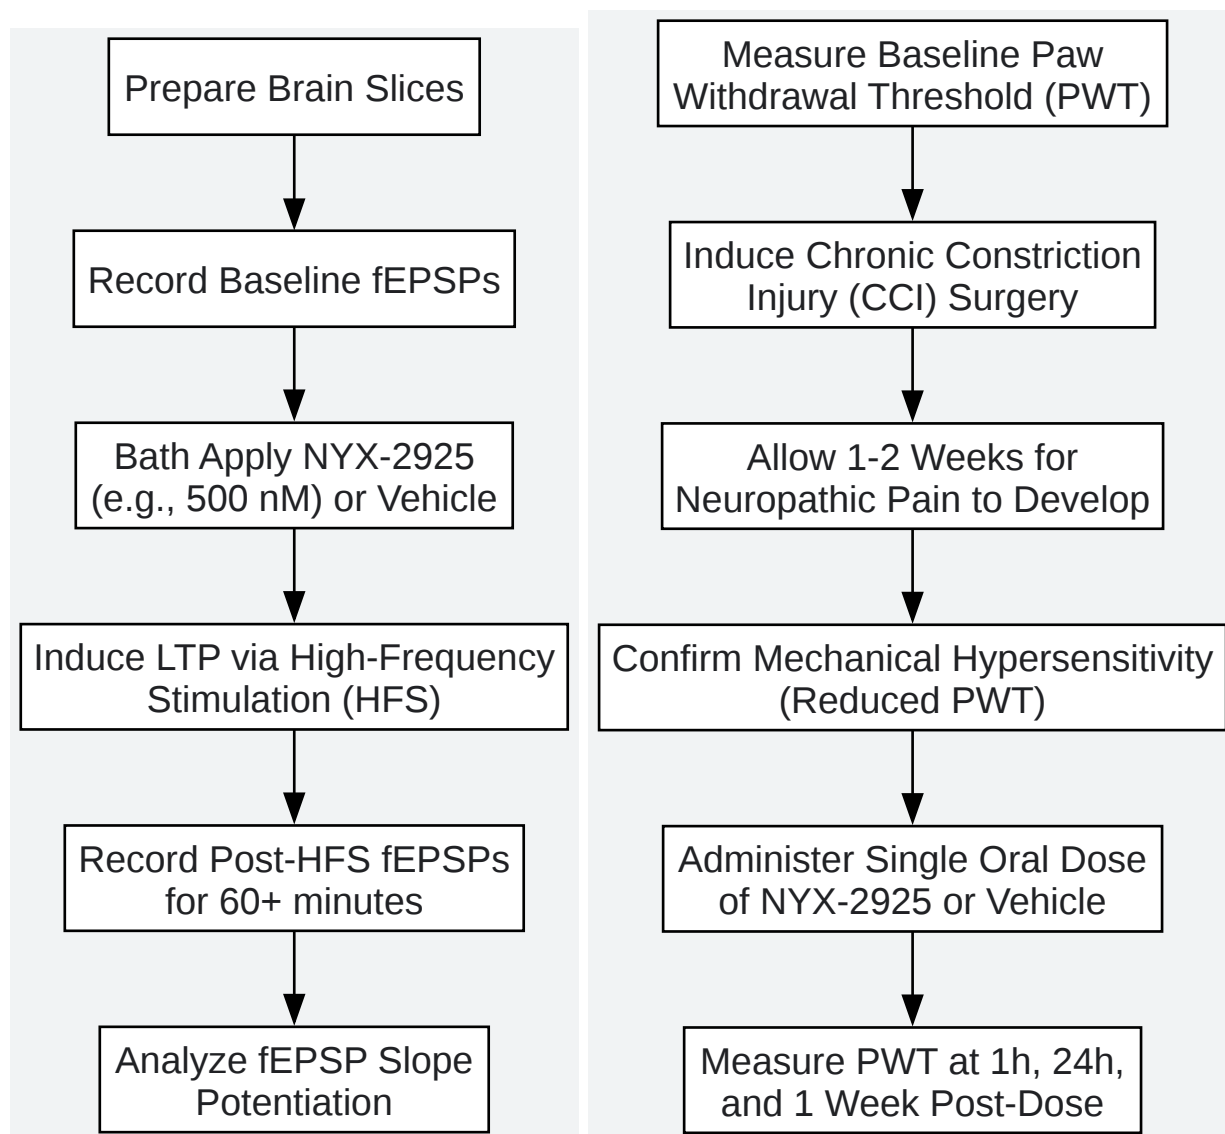 Prepare Brain Slices
Record Baseline fEPSPs
Bath Apply NYX-2925
(e.g., 500 nM) or Vehicle
Induce LTP via High-Frequency
Stimulation (HFS)
Record Post-HFS fEPSPs
for 60+ minutes
Analyze fEPSP Slope
Potentiation
Measure Baseline Paw
Withdrawal Threshold (PWT)
Induce Chronic Constriction
Injury (CCI) Surgery
Allow 1-2 Weeks for
Neuropathic Pain to Develop
Confirm Mechanical Hypersensitivity
(Reduced PWT)
Administer Single Oral Dose
of NYX-2925 or Vehicle
Measure PWT at 1h, 24h,
and 1 Week Post-Dose